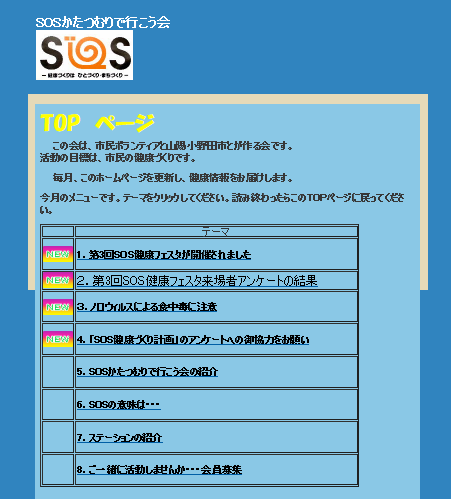 SOSかたつむりで行こう会
SOS
－健康づくりは ひとづくり・まちづくり－
TOP ページ
この会は、市民ボランティアと山陽小野田市とが作る会です。
活動の目標は、市民の健康づくりです。
毎月、このホームページを更新し、健康情報をお届けします。
今月のメニューです。テーマをクリックしてください。読み終わったらこのTOPページに戻ってくださ
い。
テーマ
NEW 1. 第3回SOS健康フェスタが開催されました
NEW 2. 第3回SOS健康フェスタ来場者アンケートの結果
NEW 3. ノロウィルスによる食中毒に注意
NEW 4. 「SOS健康づくり計画」のアンケートへの御協力をお願い
5. SOSかたつむりで行こう会の紹介
6. SOSの意味は・・・
7. ステーションの紹介
8. ご一緒に活動しませんか・・・会員募集